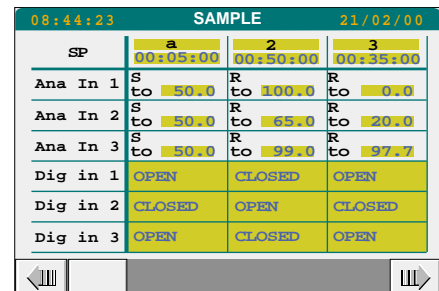 08:44:23 SAMPLE 21/02/00
SP a 2 3
00:05:00 00:50:00 00:35:00
Ana In 1 S to 50.0 R to 100.0 R to 0.0
Ana In 2 S to 50.0 R to 65.0 R to 20.0
Ana In 3 S to 50.0 R to 99.0 R to 97.7
Dig in 1 OPEN CLOSED OPEN
Dig in 2 CLOSED OPEN CLOSED
Dig in 3 OPEN CLOSED OPEN